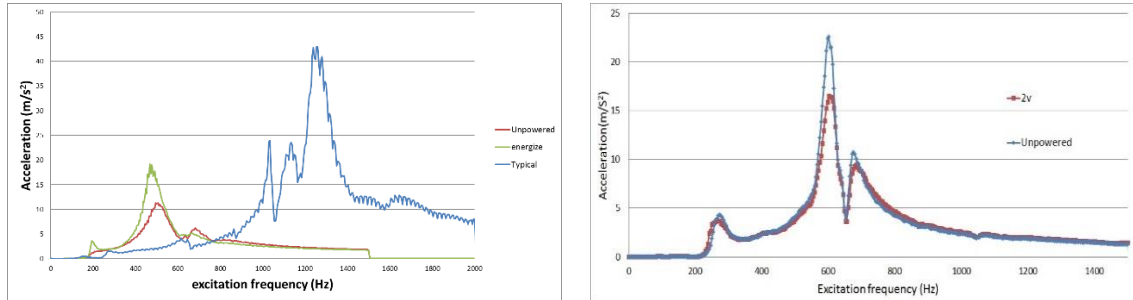 50
45
40
35
30
25
20
15
10
5
0
Acceleration (m/s²)
0 200 400 600 800 1000 1200 1400 1600 1800 2000
excitation frequency (Hz)
Unpowered
energize
Typical
25
20
15
10
5
0
Acceleration(m/S²)
0 200 400 600 800 1000 1200 1400
Excitation frequency (Hz)
2v
Unpowered